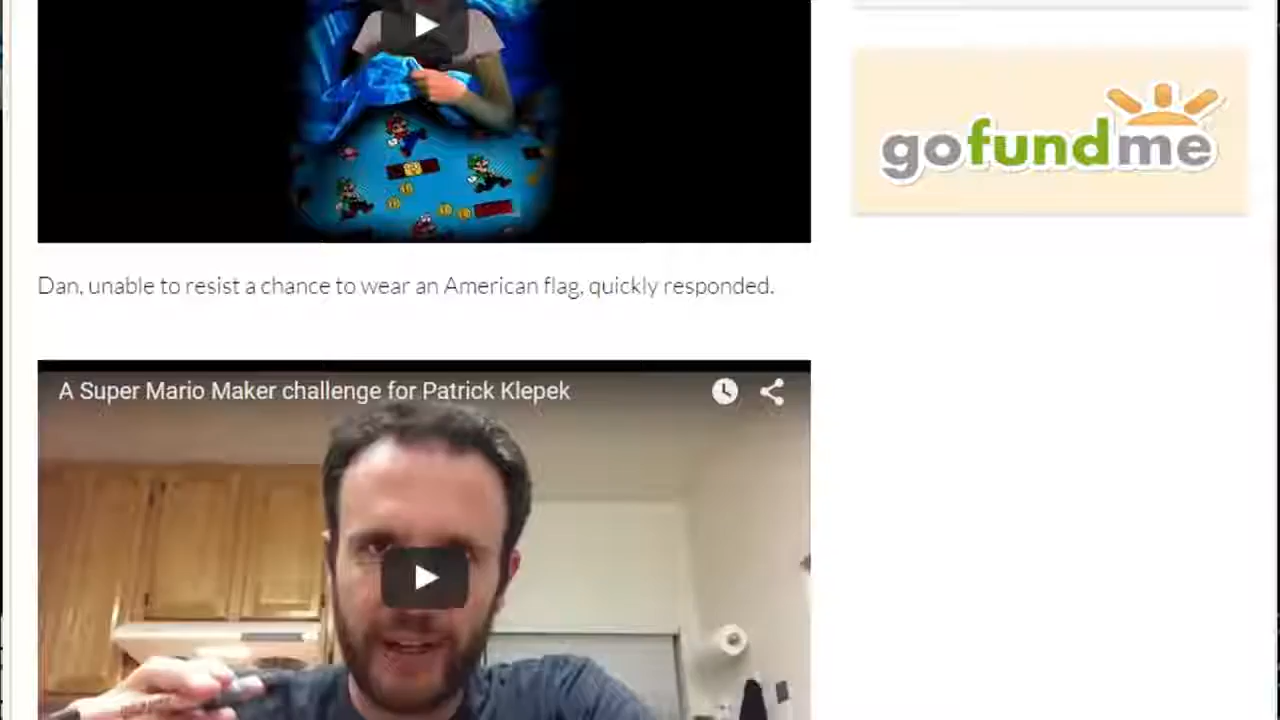 gofundme
Dan, unable to resist a chance to wear an American flag, quickly responded.
A Super Mario Maker challenge for Patrick Klepek